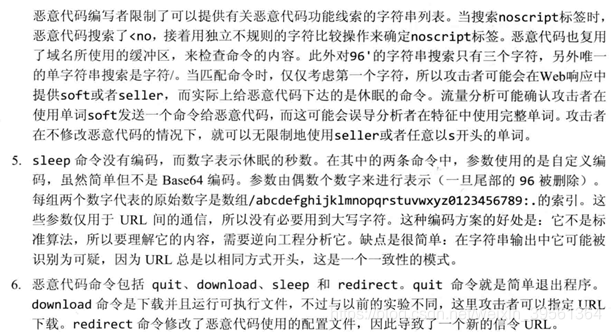 恶意代码编写者限制了可以提供有关恶意代码功能线索的字符串列表。当搜索noscript标签时，
恶意代码搜索了<no，接着用独立不规则的字符比较操作来确定noscript标签。恶意代码也复用
了域名所使用的缓冲区，来检查命令的内容。此外对96'的字符串搜索只有三个字符，另外唯一
的单字符串搜索是字符/。当匹配命令时，仅仅考虑第一个字符，所以攻击者可能会在Web响应中
提供soft或者seller，而实际上给恶意代码下达的是休眠的命令。流量分析可能确认攻击者在
使用单词soft发送一个命令给恶意代码，而这可能会误导分析者在特征中使用完整单词。攻击者
在不修改恶意代码的情况下，就可以无限制地使用seller或者任意以s开头的单词。
5. sleep 命令没有编码，而数字表示休眠的秒数。在其中的两条命令中，参数使用的是自定义编
码，虽然简单但不是 Base64 编码。参数由偶数个数字来进行表示（一旦尾部的 96 被删除）。
每组两个数字代表的原始数字是数组/abcdefghijklmnopqrstuvwxyz0123456789:.的索引。这
些参数仅用于 URL 间的通信，所以没有必要用到大写字符。这种编码方案的好处是：它不是标
准算法，所以要理解它的内容，需要逆向工程分析它。缺点是很简单：在字符串输出中它可能被
识别为可疑，因为 URL 总是以相同方式开头，这是一个一致性的模式。
6. 恶意代码命令包括 quit、download、sleep 和 redirect。quit 命令就是简单退出程序。
download 命令是下载并且运行可执行文件，不过与以前的实验不同，这里攻击者可以指定 URL
下载。redirect 命令修改了恶意代码使用的配置文件，因此导致了一个新的信令 URL。